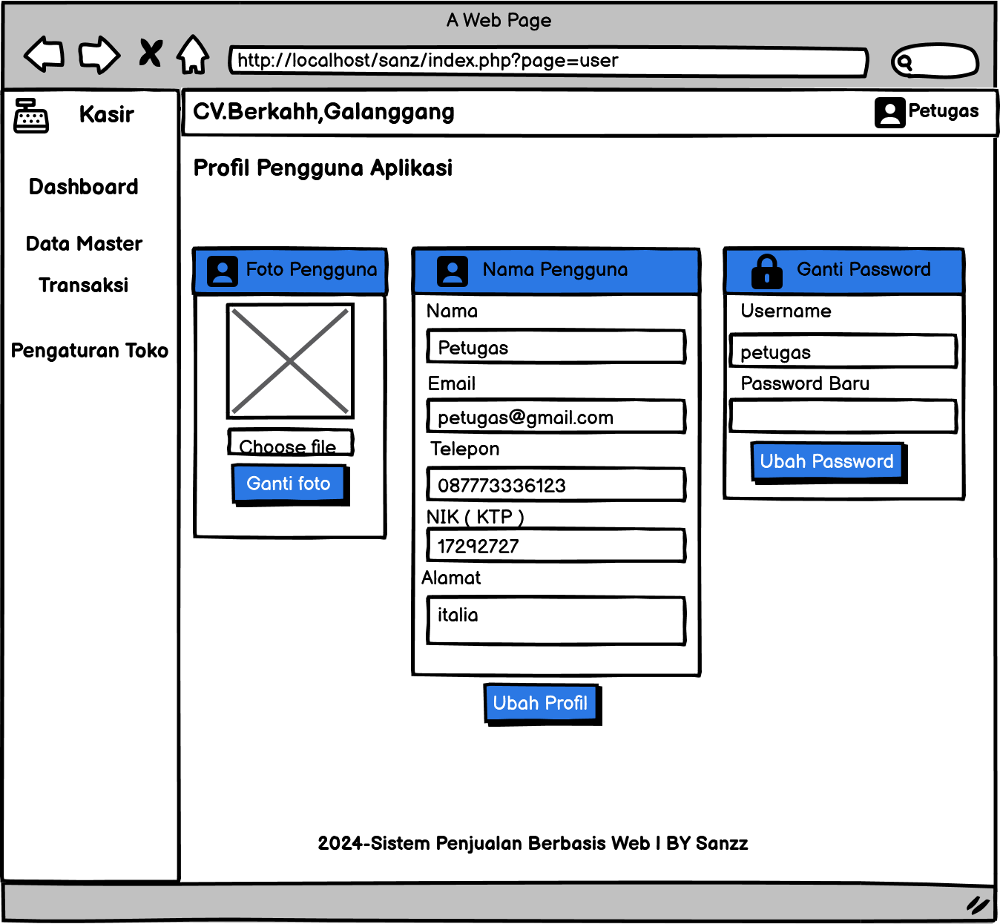 A Web Page
http://localhost/sanz/index.php?page=user
Kasir
CV.Berkahh,Galanggang
Petugas
Profil Pengguna Aplikasi
Dashboard
Data Master
Transaksi
Pengaturan Toko
Foto Pengguna
Choose file
Ganti foto
Nama Pengguna
Nama
Petugas
Email
petugas@gmail.com
Telepon
087773336123
NIK ( KTP )
17292727
Alamat
italia
Ubah Profil
Ganti Password
Username
petugas
Password Baru
Ubah Password
2024-Sistem Penjualan Berbasis Web | BY Sanzz